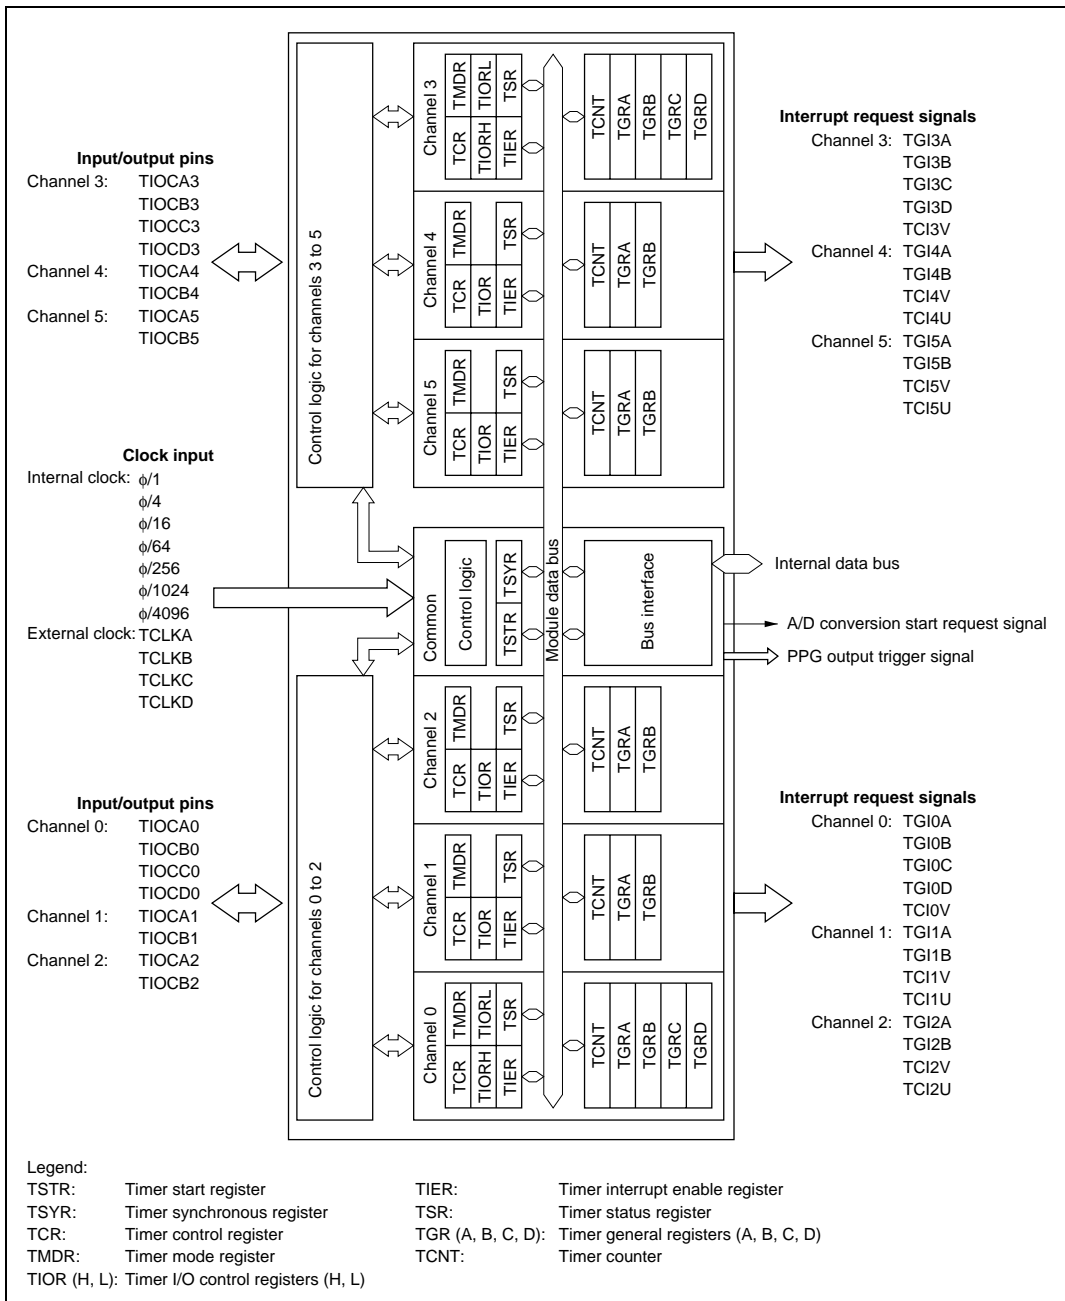 Input/output pins
Channel 3: TIOCA3
TIOCB3
TIOCC3
TIOCD3
Channel 4: TIOCA4
TIOCB4
Channel 5: TIOCA5
TIOCB5
Clock input
Internal clock: ϕ/1
ϕ/4
ϕ/16
ϕ/64
ϕ/256
ϕ/1024
ϕ/4096
External clock: TCLKA
TCLKB
TCLKC
TCLKD
Input/output pins
Channel 0: TIOCA0
TIOCB0
TIOCC0
TIOCD0
Channel 1: TIOCA1
TIOCB1
Channel 2: TIOCA2
TIOCB2
Control logic for channels 3 to 5
Control logic for channels 0 to 2
Channel 3
TCR TMDR
TIORH TIORL
TIER TSR
TCNT
TGRA
TGRB
TGRC
TGRD
Channel 4
TCR TMDR
TIOR
TIER TSR
TCNT
TGRA
TGRB
Channel 5
TCR TMDR
TIOR
TIER TSR
TCNT
TGRA
TGRB
Common
Control logic
TSTR TSYR
Module data bus
Bus interface
Channel 2
TCR TMDR
TIOR
TIER TSR
TCNT
TGRA
TGRB
Channel 1
TCR TMDR
TIOR
TIER TSR
TCNT
TGRA
TGRB
Channel 0
TCR TMDR
TIORH TIORL
TIER TSR
TCNT
TGRA
TGRB
TGRC
TGRD
Interrupt request signals
Channel 3: TGI3A
TGI3B
TGI3C
TGI3D
TCI3V
Channel 4: TGI4A
TGI4B
TCI4V
TCI4U
Channel 5: TGI5A
TGI5B
TCI5V
TCI5U
Internal data bus
A/D conversion start request signal
PPG output trigger signal
Interrupt request signals
Channel 0: TGI0A
TGI0B
TGI0C
TGI0D
TCI0V
Channel 1: TGI1A
TGI1B
TCI1V
TCI1U
Channel 2: TGI2A
TGI2B
TCI2V
TCI2U
Legend:
TSTR: Timer start register
TSYR: Timer synchronous register
TCR: Timer control register
TMDR: Timer mode register
TIOR (H, L): Timer I/O control registers (H, L)
TIER: Timer interrupt enable register
TSR: Timer status register
TGR (A, B, C, D): Timer general registers (A, B, C, D)
TCNT: Timer counter